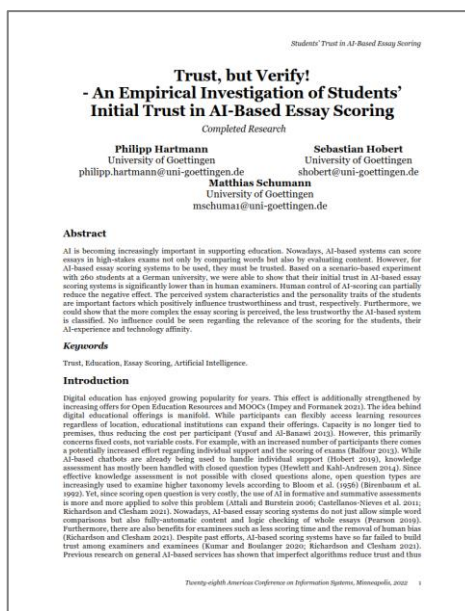 Students' Trust in AI-Based Essay Scoring
Trust, but Verify!
- An Empirical Investigation of Students'
Initial Trust in AI-Based Essay Scoring
Completed Research
Philipp Hartmann
University of Goettingen
philipp.hartmann@uni-goettingen.de
Sebastian Hobert
University of Goettingen
shobert@uni-goettingen.de
Matthias Schumann
University of Goettingen
mschuma1@uni-goettingen.de
Abstract
AI is becoming increasingly important in supporting education. Nowadays, AI-based systems can score
essays in high-stakes exams not only by comparing words but also by evaluating content. However, for
AI-based essay scoring systems to be used, they must be trusted. Based on a scenario-based experiment
with 260 students at a German university, we were able to show that their initial trust in AI-based essay
scoring systems is significantly lower than in human examiners. Human control of AI-scoring can partially
reduce the negative effect. The perceived system characteristics and the personality traits of the students
are important factors which positively influence trustworthiness and trust, respectively. Furthermore, we
could show that the more complex the essay scoring is perceived, the less trustworthy the AI-based system
is classified. No influence could be seen regarding the relevance of the scoring for the students, their
AI-experience and technology affinity.
Keywords
Trust, Education, Essay Scoring, Artificial Intelligence.
Introduction
Digital education has enjoyed growing popularity for years. This effect is additionally strengthened by
increasing offers for Open Education Resources and MOOCs (Impey and Formanek 2021). The idea behind
digital educational offerings is manifold. While participants can flexibly access learning resources
regardless of location, educational institutions can expand their offerings. Capacity is no longer tied to
premises, thus reducing the cost per participant (Yusuf and Al-Banawi 2013). However, this primarily
concerns fixed costs, not variable costs. For example, with an increased number of participants there comes
a potentially increased effort regarding individual support and the scoring of exams (Balfour 2013). While
AI-based chatbots are already being used to handle individual support (Hobert 2019), knowledge
assessment has mostly been handled with closed question types (Hewlett and Kahl-Andresen 2014). Since
effective knowledge assessment is not possible with closed questions alone, open question types are
increasingly used to examine higher taxonomy levels according to Bloom et al. (1956) (Birenbaum et al.
1992). Yet, since scoring open question is very costly, the use of AI in formative and summative assessments
is more and more applied to solve this problem (Attali and Burstein 2006; Castellanos-Nieves et al. 2011;
Richardson and Clesham 2021). Nowadays, AI-based essay scoring systems do not just allow simple word
comparisons but also fully-automatic content and logic checking of whole essays (Pearson 2019).
Furthermore, there are also benefits for examiners such as less scoring time and the removal of human bias
(Richardson and Clesham 2021). Despite past efforts, AI-based scoring systems have so far failed to build
trust among examiners and examinees (Kumar and Boulanger 2020; Richardson and Clesham 2021).
Previous research on general AI-based services has shown that imperfect algorithms reduce trust and thus
Twenty-eighth Americas Conference on Information Systems, Minneapolis, 2022 1